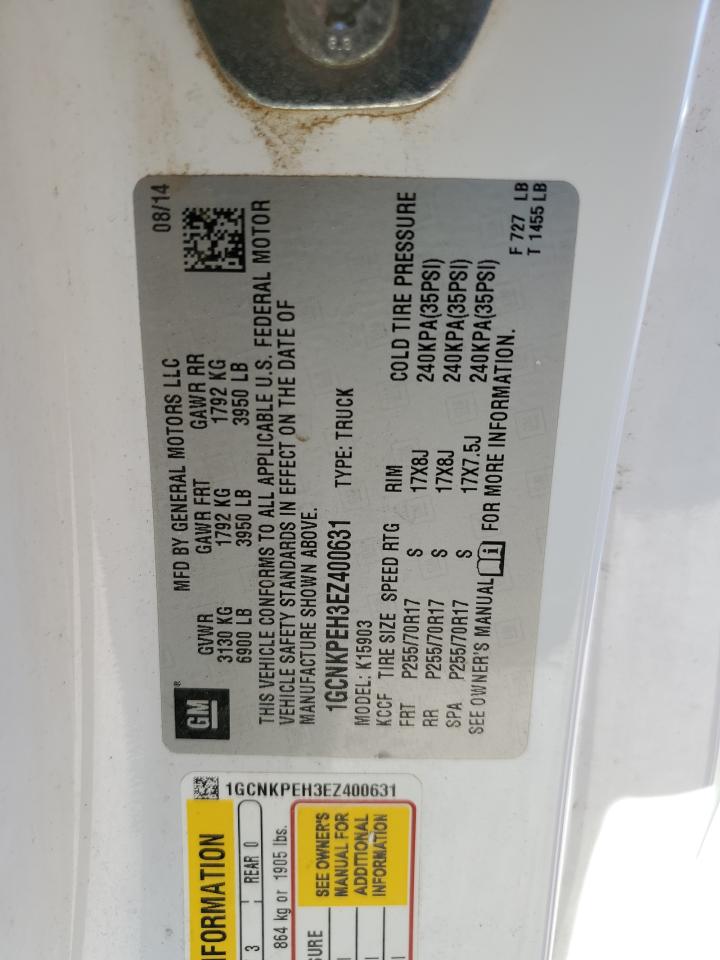 8.8
MFD BY GENERAL MOTORS LLC 08/14
GM
GVWR GAWR FRT GAWR RR
3130 KG 1792 KG 1792 KG
6900 LB 3950 LB 3950 LB
THIS VEHICLE CONFORMS TO ALL APPLICABLE U.S. FEDERAL MOTOR
VEHICLE SAFETY STANDARDS IN EFFECT ON THE DATE OF
MANUFACTURE SHOWN ABOVE.
1GCNKPEH3EZ400631 TYPE: TRUCK
MODEL: K15903
KCCF TIRE SIZE SPEED RTG RIM COLD TIRE PRESSURE
FRT P255/70R17 S 17X8J 240KPA(35PSI)
RR P255/70R17 S 17X8J 240KPA(35PSI)
SPA P255/70R17 S 17X7.5J 240KPA(35PSI)
SEE OWNER'S MANUAL i FOR MORE INFORMATION.
F 727 LB
T 1455 LB
1GCNKPEH3EZ400631
3 REAR 0
864 kg or 1905 lbs.
SEE OWNER'S
MANUAL FOR
ADDITIONAL
INFORMATION